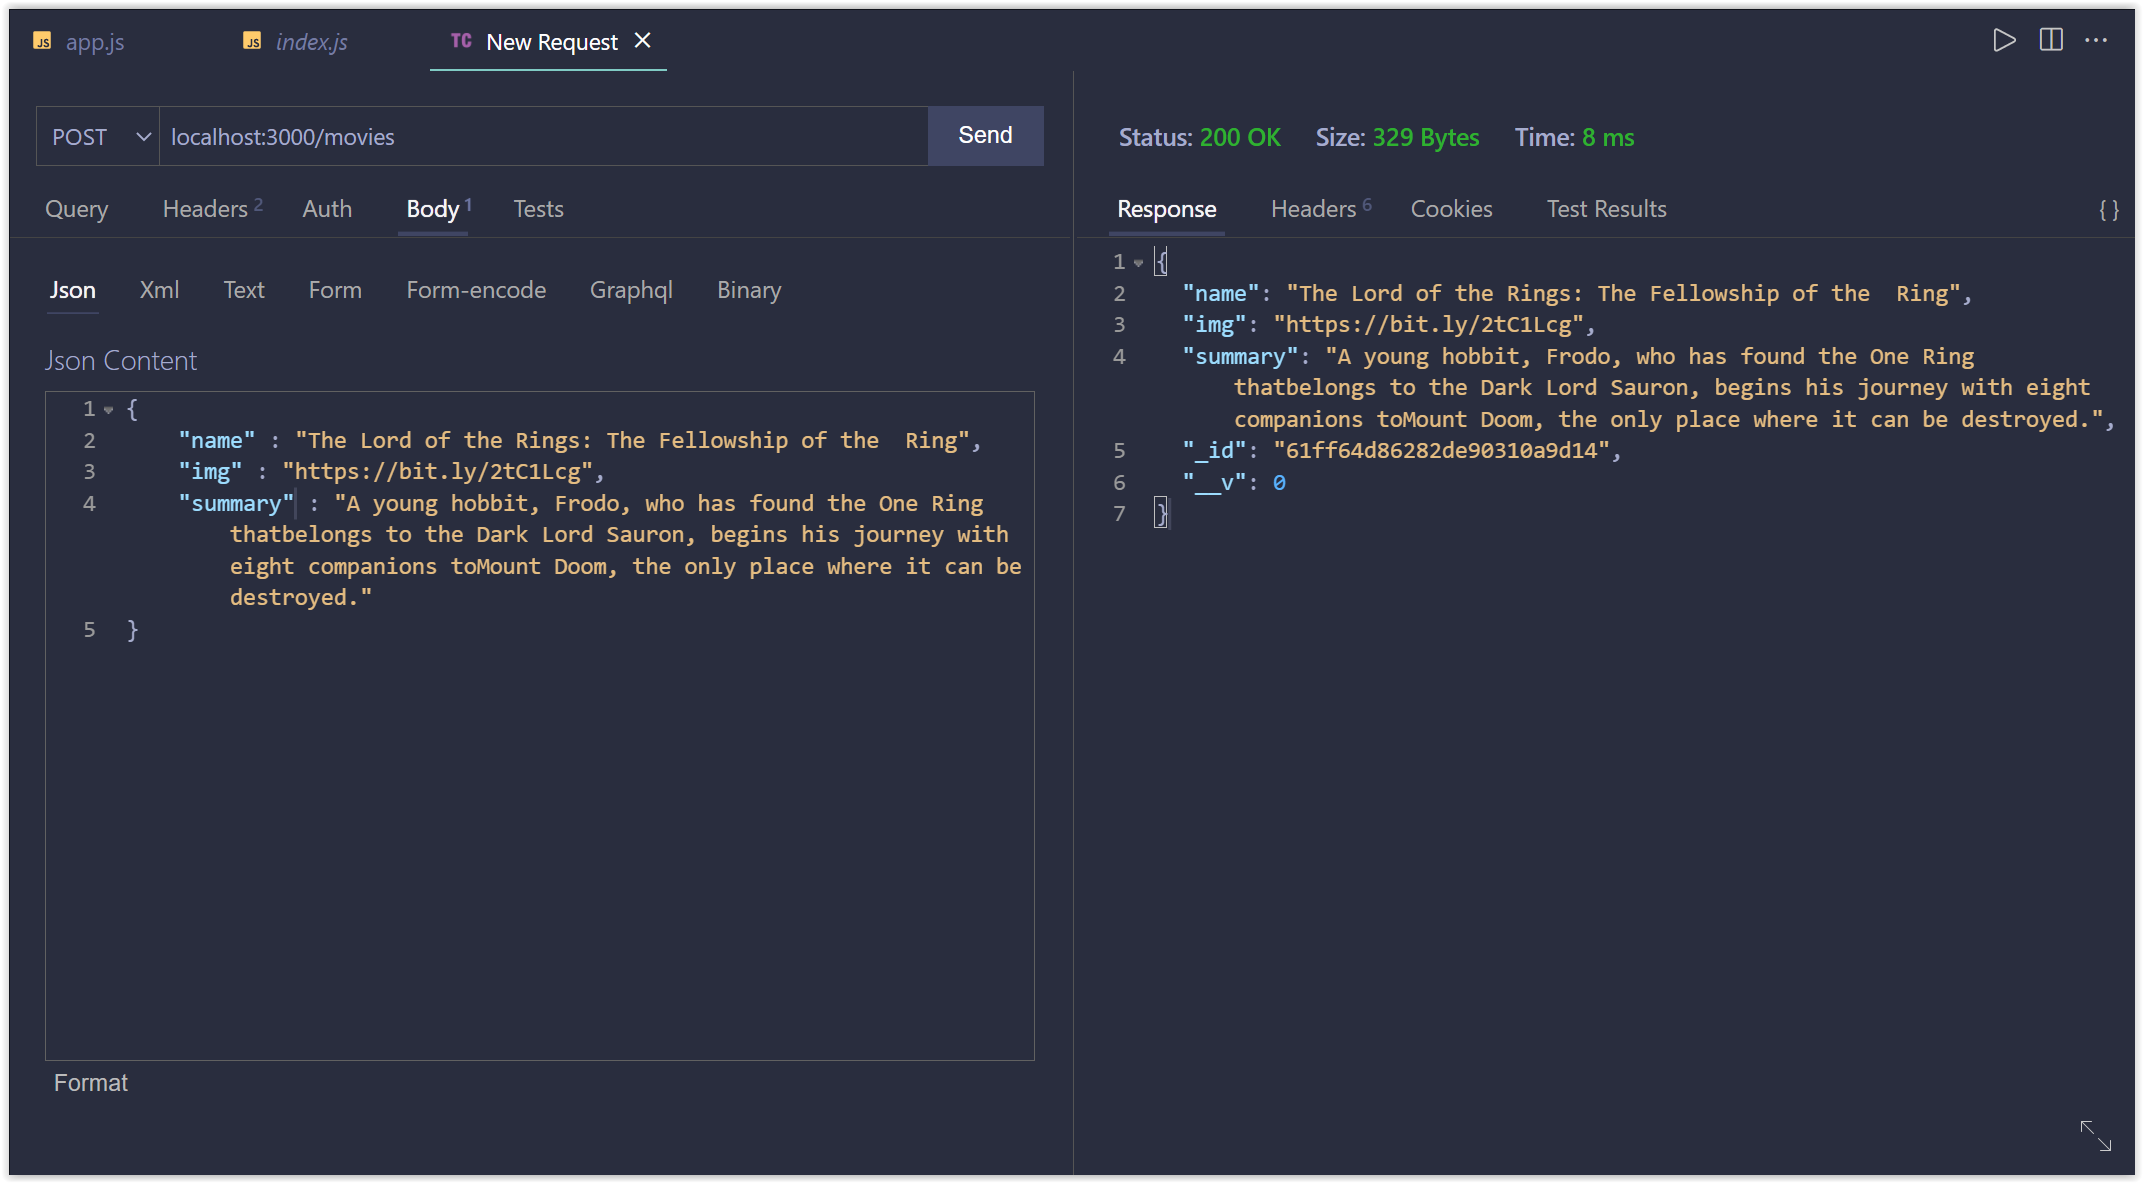 JS app.js JS index.js TC New Request
POST localhost:3000/movies Send
Query Headers 2 Auth Body 1 Tests
Json Xml Text Form Form-encode Graphql Binary
Json Content
1 {
2 "name" : "The Lord of the Rings: The Fellowship of the  Ring",
3 "img" : "https://bit.ly/2tC1Lcg",
4 "summary" : "A young hobbit, Frodo, who has found the One Ring
thatbelongs to the Dark Lord Sauron, begins his journey with
eight companions toMount Doom, the only place where it can be
destroyed."
5 }
Format
Status: 200 OK Size: 329 Bytes Time: 8 ms
Response Headers 6 Cookies Test Results { }
1 {
2 "name": "The Lord of the Rings: The Fellowship of the  Ring",
3 "img": "https://bit.ly/2tC1Lcg",
4 "summary": "A young hobbit, Frodo, who has found the One Ring
thatbelongs to the Dark Lord Sauron, begins his journey with eight
companions toMount Doom, the only place where it can be destroyed.",
5 "_id": "61ff64d86282de90310a9d14",
6 "__v": 0
7 }